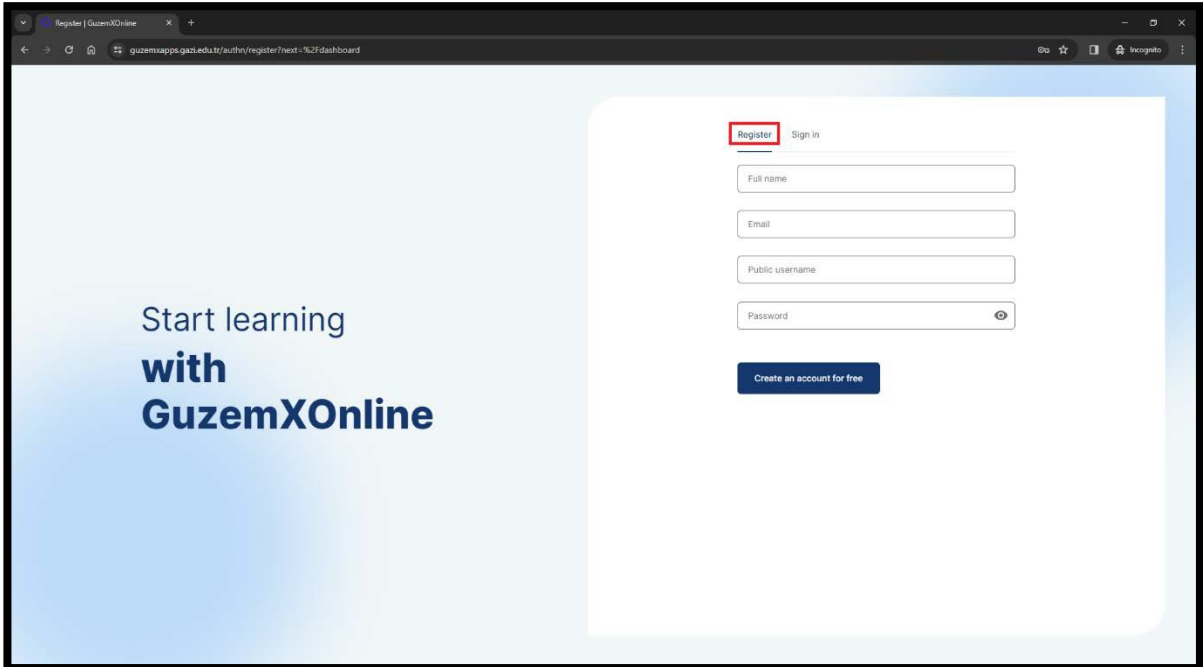 Register | GuzemXOnline
guzemxapps.gazi.edu.tr/authn/register?next=%2Fdashboard
Incognito
Register
Sign in
Full name
Email
Public username
Password
Create an account for free
Start learning
with
GuzemXOnline